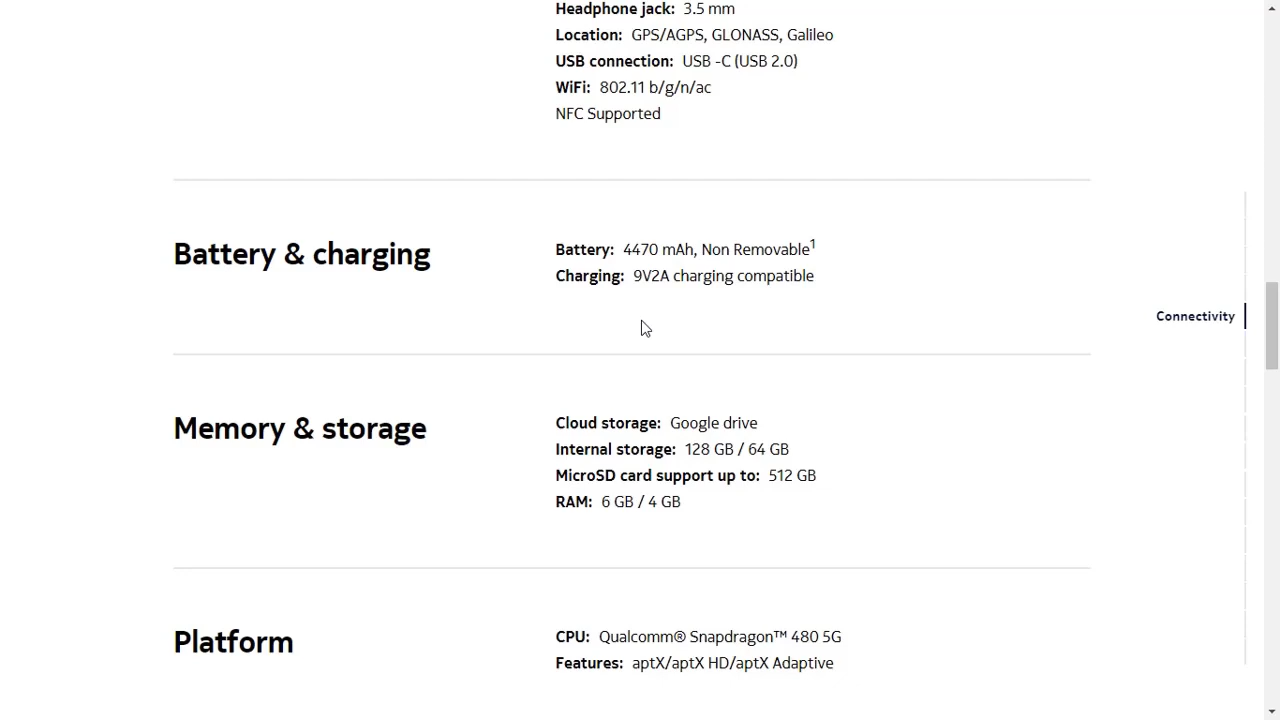 Headphone jack: 3.5 mm
Location: GPS/AGPS, GLONASS, Galileo
USB connection: USB -C (USB 2.0)
WiFi: 802.11 b/g/n/ac
NFC Supported
Battery & charging
Battery: 4470 mAh, Non Removable¹
Charging: 9V2A charging compatible
Connectivity
Memory & storage
Cloud storage: Google drive
Internal storage: 128 GB / 64 GB
MicroSD card support up to: 512 GB
RAM: 6 GB / 4 GB
Platform
CPU: Qualcomm® Snapdragon™ 480 5G
Features: aptX/aptX HD/aptX Adaptive